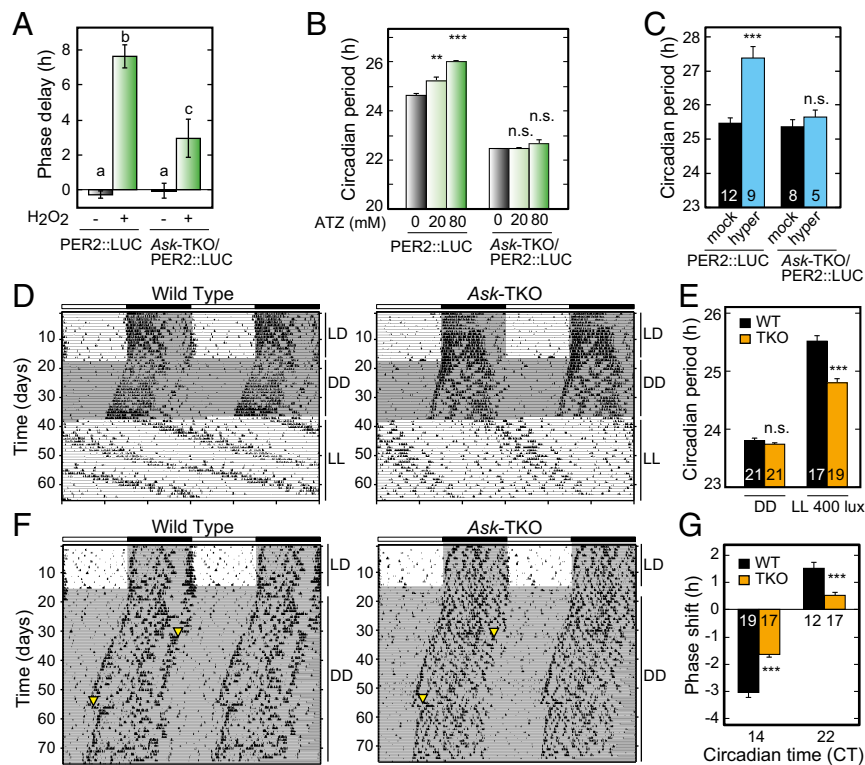 A
Phase delay (h)
8
6
4
2
0
a
b
a
c
H2O2
- + - +
PER2::LUC
Ask-TKO/
PER2::LUC
B
Circadian period (h)
26
24
22
20
**
***
n.s.
n.s.
ATZ (mM)
0 20 80 0 20 80
PER2::LUC
Ask-TKO/
PER2::LUC
C
Circadian period (h)
28
27
26
25
24
23
***
n.s.
12 9 8 5
mock hyper mock hyper
PER2::LUC
Ask-TKO/
PER2::LUC
D
Wild Type
Ask-TKO
Time (days)
10
20
30
40
50
60
LD
DD
LL
LD
DD
LL
E
Circadian period (h)
26
25
24
23
WT
TKO
n.s.
***
21 21 17 19
DD LL 400 lux
F
Wild Type
Ask-TKO
Time (days)
10
20
30
40
50
60
70
LD
DD
LD
DD
G
Phase shift (h)
2
1
0
-1
-2
-3
-4
WT
TKO
***
19 17 12 17
***
14 22
Circadian time (CT)